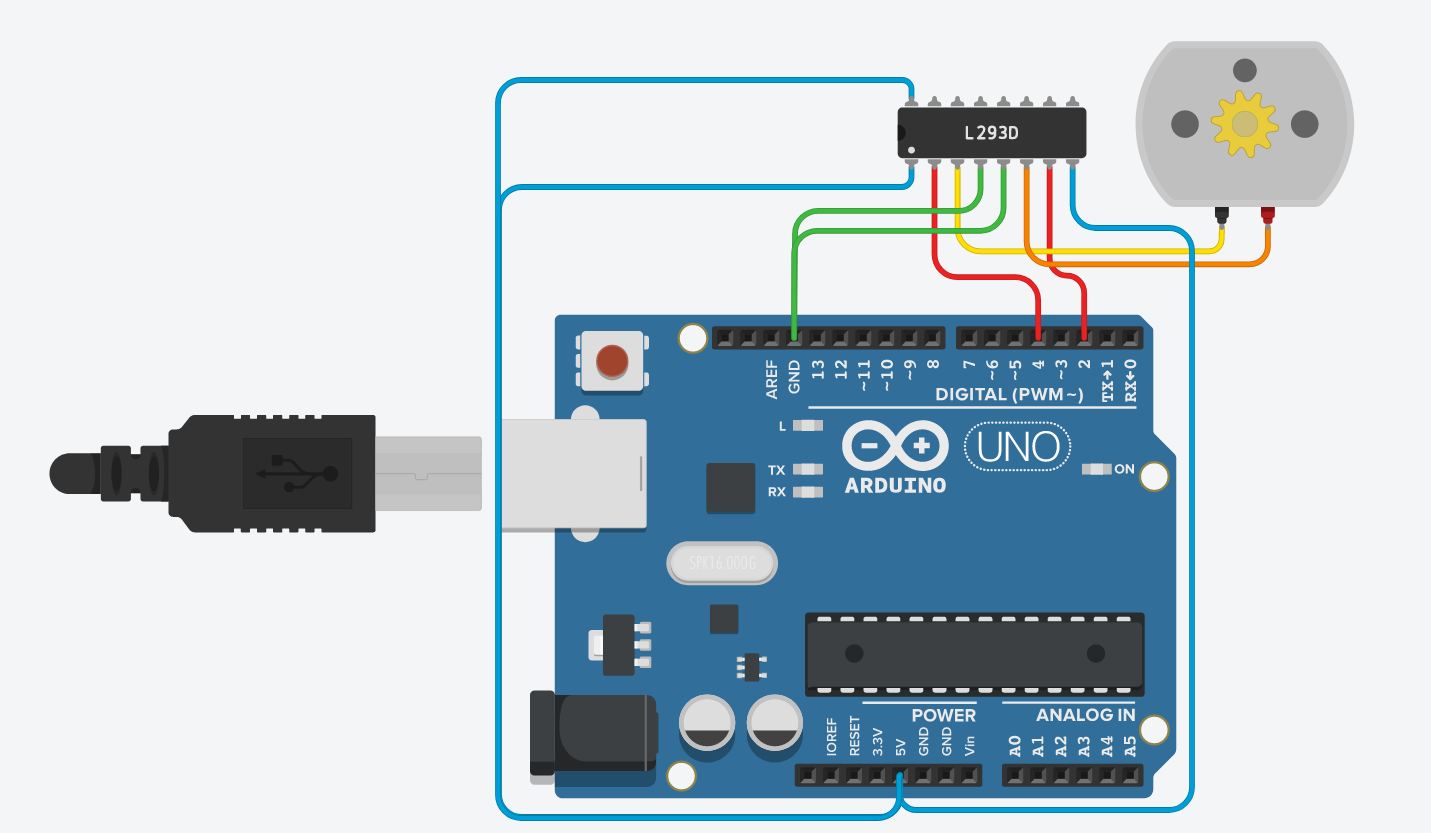 L293D
AREF
GND
13
12
~11
~10
~9
8
7
~6
~5
4
~3
2
TX→1
RX←0
DIGITAL (PWM~)
L
TX
RX
UNO
ARDUINO
ON
SPK16.000G
POWER
ANALOG IN
IOREF
RESET
3.3V
5V
GND
GND
Vin
A0
A1
A2
A3
A4
A5